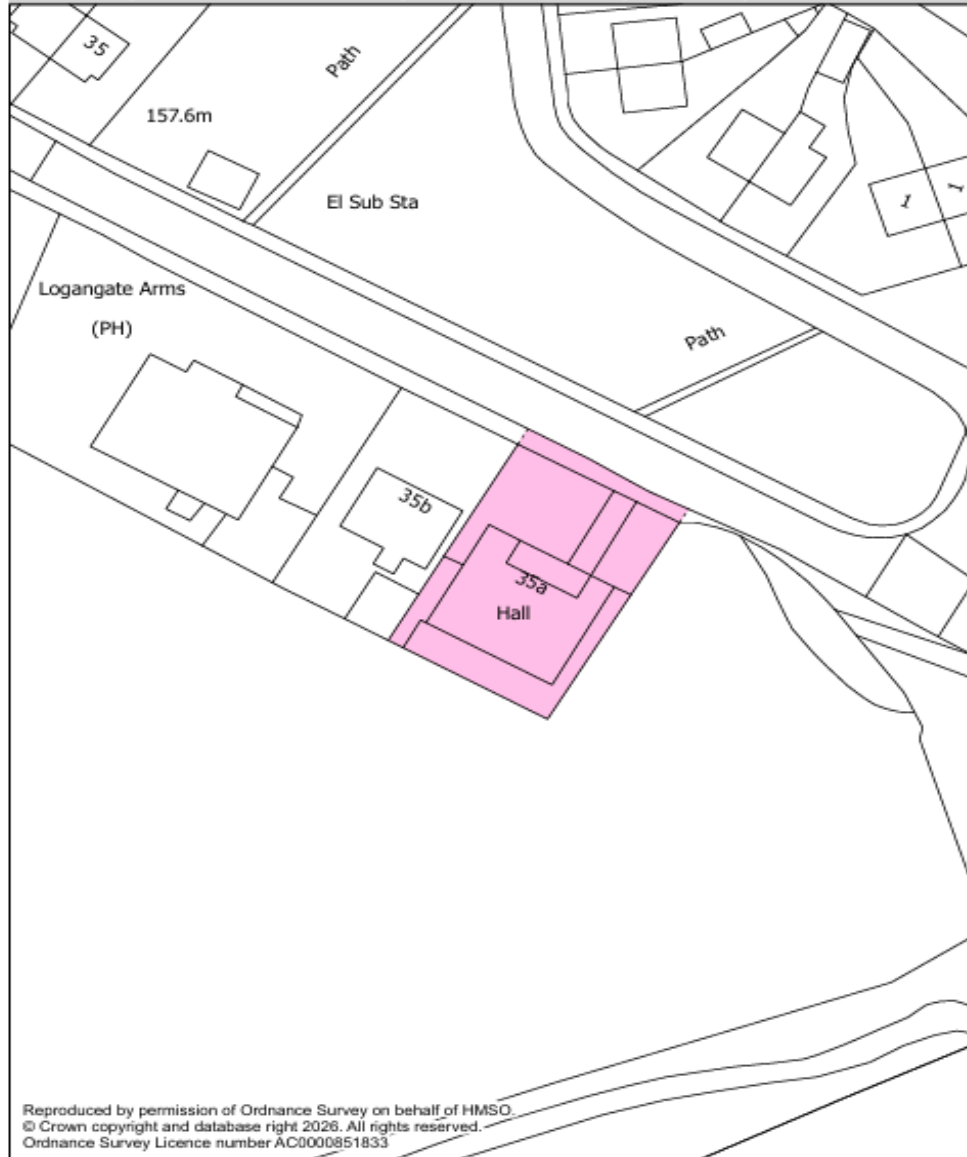 35
Path
157.6m
El Sub Sta
1
1
Logangate Arms
(PH)
Path
35b
35a
Hall
Reproduced by permission of Ordnance Survey on behalf of HMSO.
© Crown copyright and database right 2026. All rights reserved.
Ordnance Survey Licence number AC0000851833